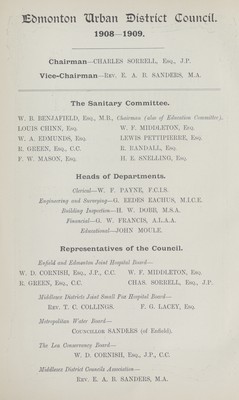 Edmonton Urban District Council.
1908—1909.
Chairman—CHARLES SORRELL, Esq., J.P.
Vice-Chairman—Rev. E. A. B. SANDERS, M.A.
The Sanitary Committee.
W. B. BENJAFIELD, Esq., M.B., Chairman (also of Education Committee).
LOUIS CHINN, Esq. W. F. MIDDLETON, Esq.
W. A. EDMUNDS, Esq. LEWIS PETTIPIERRE, Esq.
R. GREEN, Esq., C.C. R. RANDALL, Esq.
F. W. MASON, Esq. H. E. SNELLING, Esq.
Heads of Departments.
Clerical—W. F. PAYNE, F.C.I.S.
Engineering and Surveying—G. EEDES EACHUS, M.I.C.E.
Building Inspection—H. W. DOBB, M.S.A.
Financial—G. W. FRANCIS, A.L.A.A.
Educational—JOHN MOULE.
Representatives of the Council.
Enfield and Edmonton Joint Hospital Board—
W. D. CORNISH, Esq., J.P., C.C. W. F. MIDDLETON, Esq.
R. GREEN, Esq., C.C. CHAS. SORRELL, Esq., J.P.
Middlesex Districts Joint Small Pox Hospital Board—
Rev. T. C. COLLINGS. F. G. LACEY, Esq.
Metropolitan Water Board—
Councillor SANDLES (of Enfield).
The Lea Conservancy Board—
W. D. CORNISH, Esq., J.P., C.C.
Middlesex District Councils Association—
Rev. E. A. B. SANDERS, M.A.